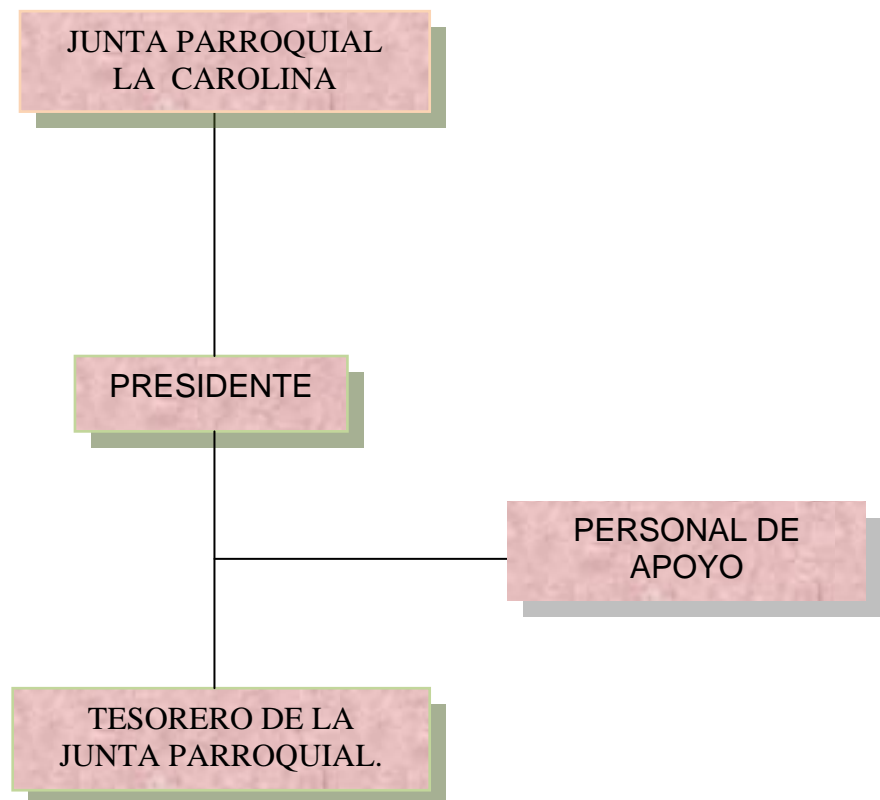 JUNTA PARROQUIAL
LA CAROLINA
PRESIDENTE
PERSONAL DE
APOYO
TESORERO DE LA
JUNTA PARROQUIAL.